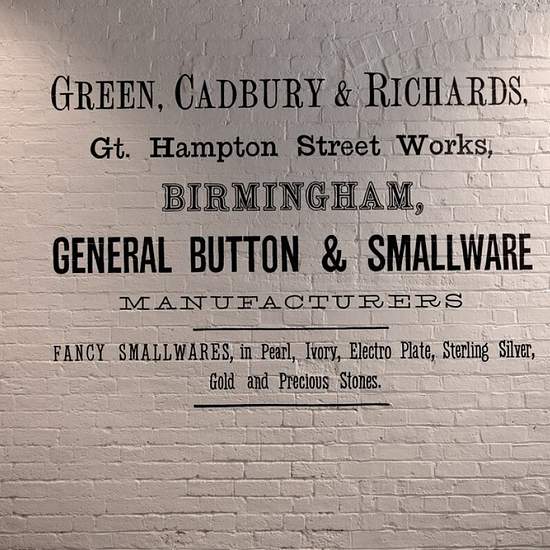 GREEN, CADBURY & RICHARDS,
Gt. Hampton Street Works,
BIRMINGHAM,
GENERAL BUTTON & SMALLWARE
MANUFACTURERS
FANCY SMALLWARES, in Pearl, Ivory, Electro Plate, Sterling Silver,
Gold and Precious Stones.